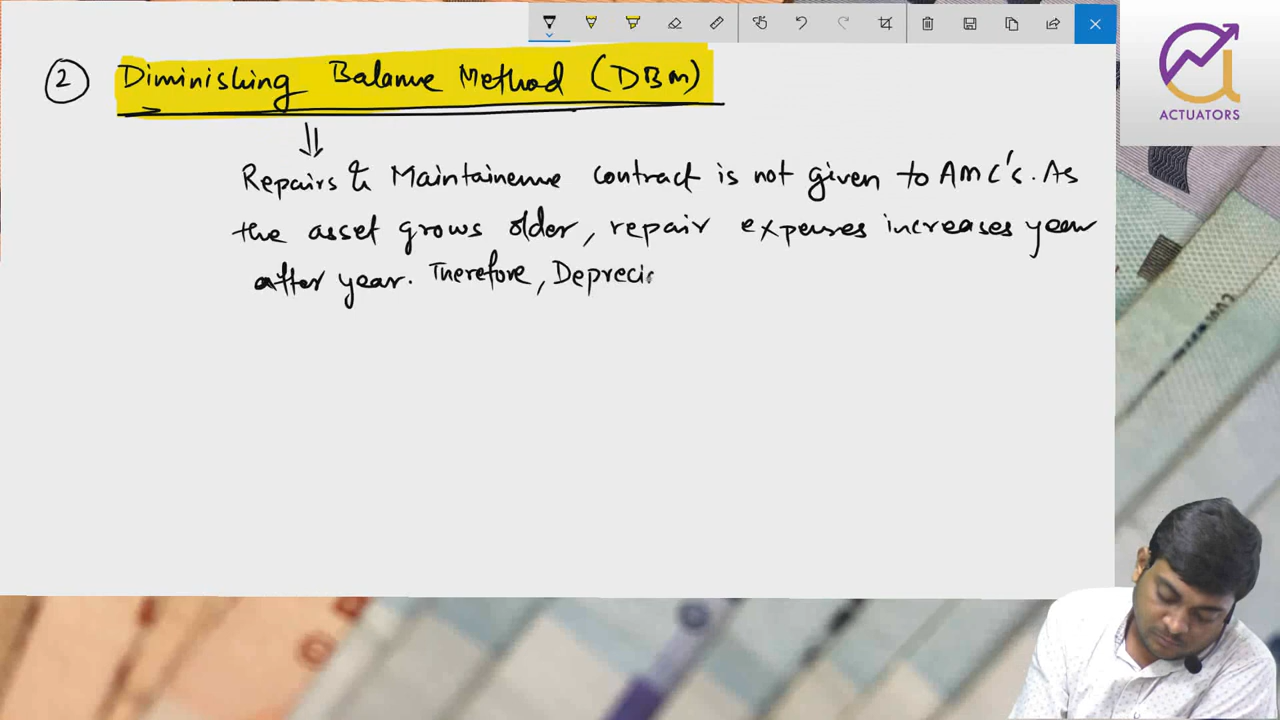 ② Diminishing Balance Method (DBM)
ACTUATORS
Repairs & Maintainence contract is not given to AMC's. As
the asset grows older, repair expenses increases year
after year. Therefore, Depreci